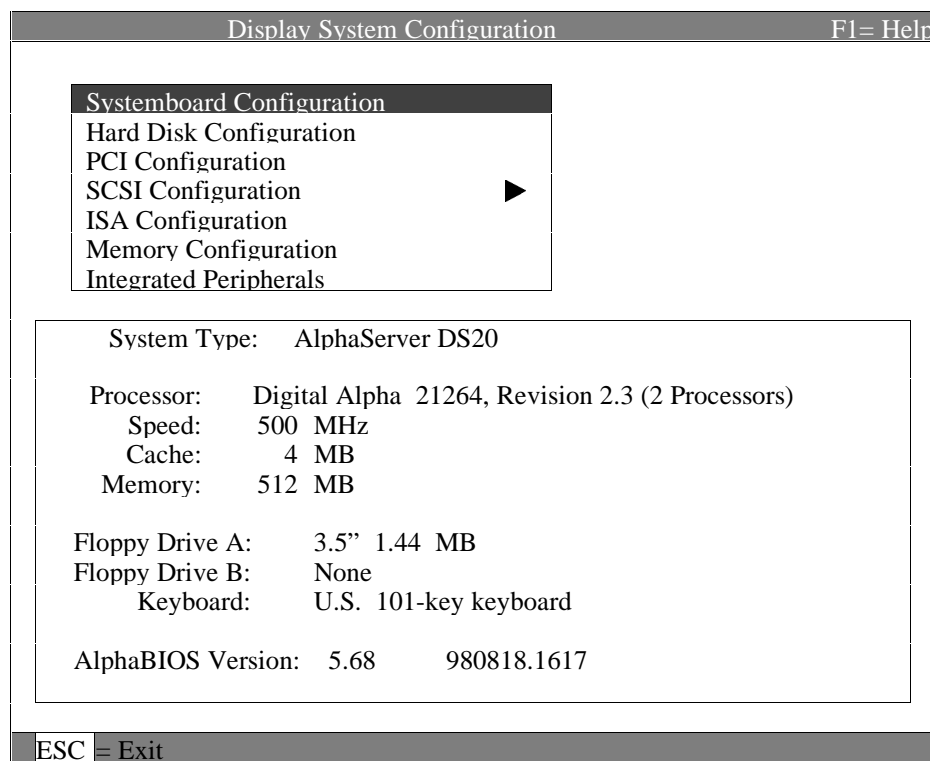 Display System Configuration F1= Help
Systemboard Configuration
Hard Disk Configuration
PCI Configuration
SCSI Configuration
ISA Configuration
Memory Configuration
Integrated Peripherals
System Type: AlphaServer DS20
Processor: Digital Alpha 21264, Revision 2.3 (2 Processors)
Speed: 500 MHz
Cache: 4 MB
Memory: 512 MB
Floppy Drive A: 3.5” 1.44 MB
Floppy Drive B: None
Keyboard: U.S. 101-key keyboard
AlphaBIOS Version: 5.68 980818.1617
ESC = Exit